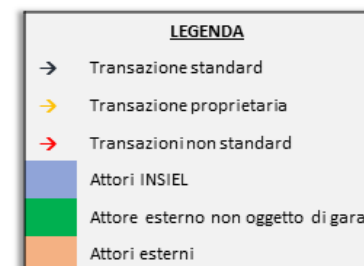 LEGENDA
Transazione standard
Transazione proprietaria
Transazioni non standard
Attori INSIEL
Attore esterno non oggetto di gara
Attori esterni